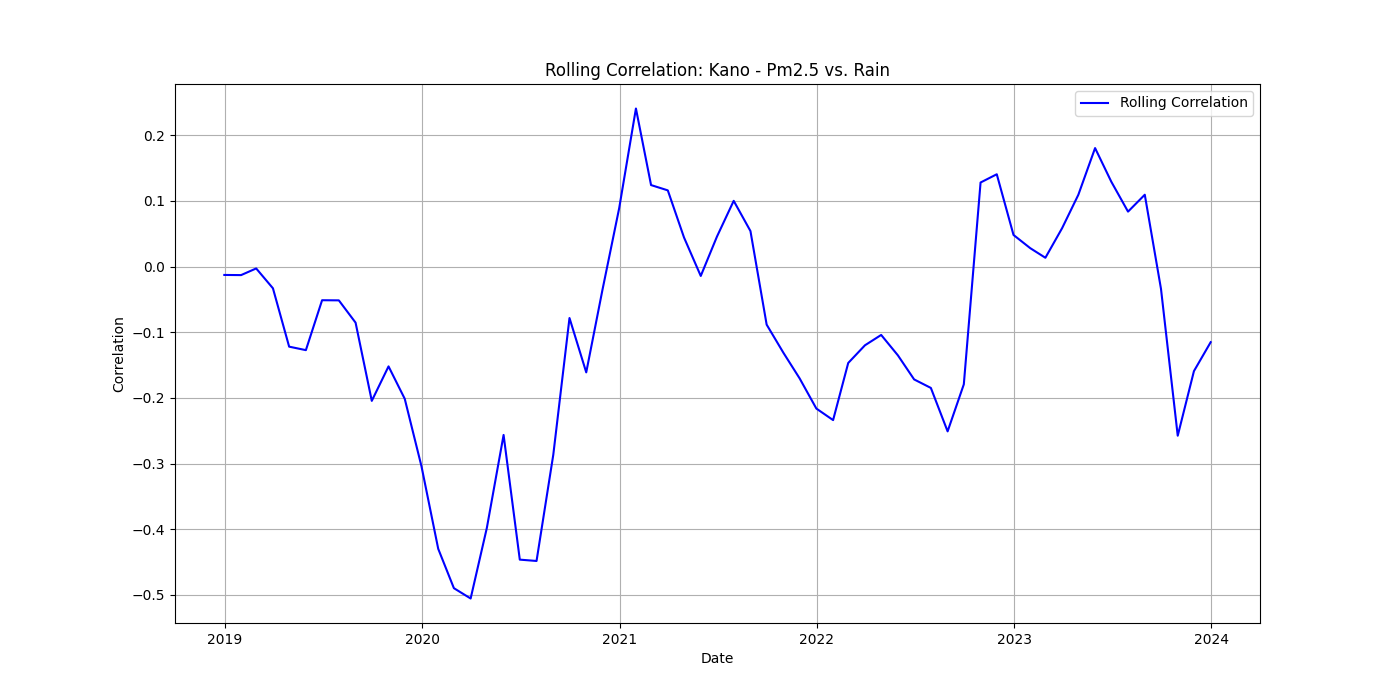 Rolling Correlation: Kano - Pm2.5 vs. Rain
Rolling Correlation
0.2
0.1
0.0
−0.1
−0.2
−0.3
−0.4
−0.5
Correlation
2019 2020 2021 2022 2023 2024
Date